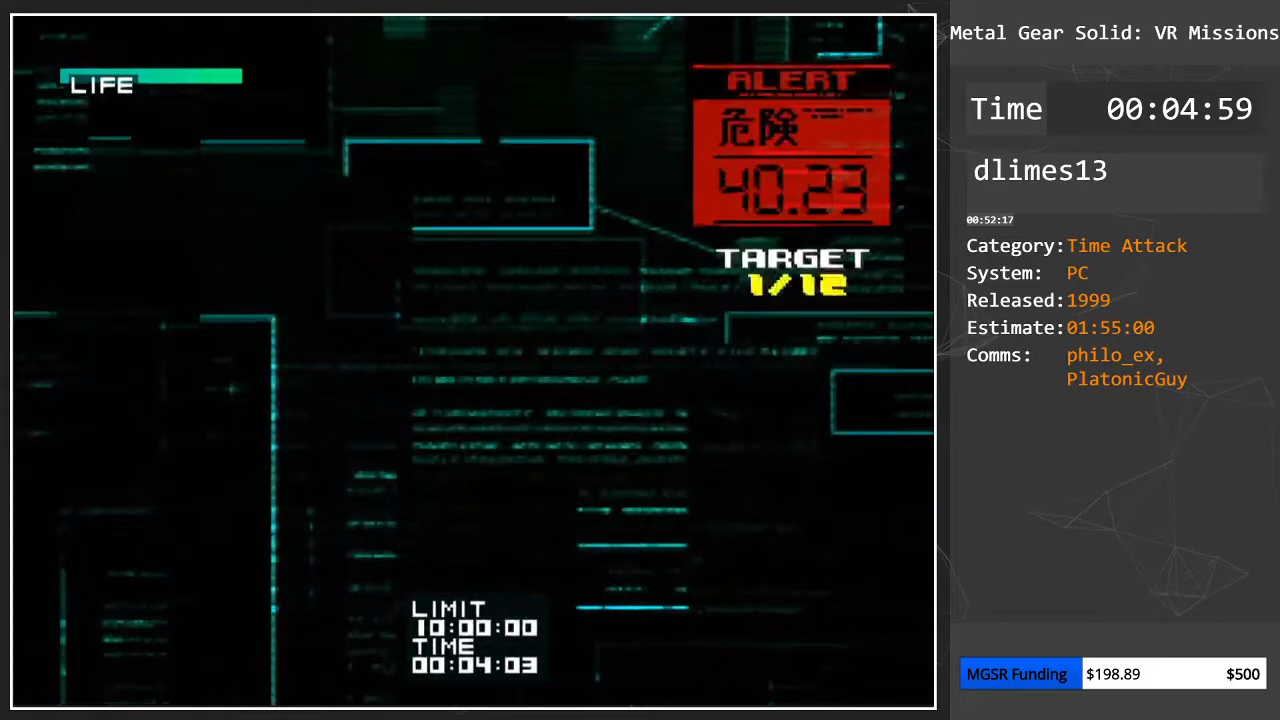 LIFE
ALERT
危険
40.23
TARGET
1/12
LIMIT
10:00:00
TIME
00:04:03
Metal Gear Solid: VR Missions
Time 00:04:59
dlimes13
00:52:17
Category: Time Attack
System: PC
Released: 1999
Estimate: 01:55:00
Comms: philo_ex,
PlatonicGuy
MGSR Funding $198.89 $500